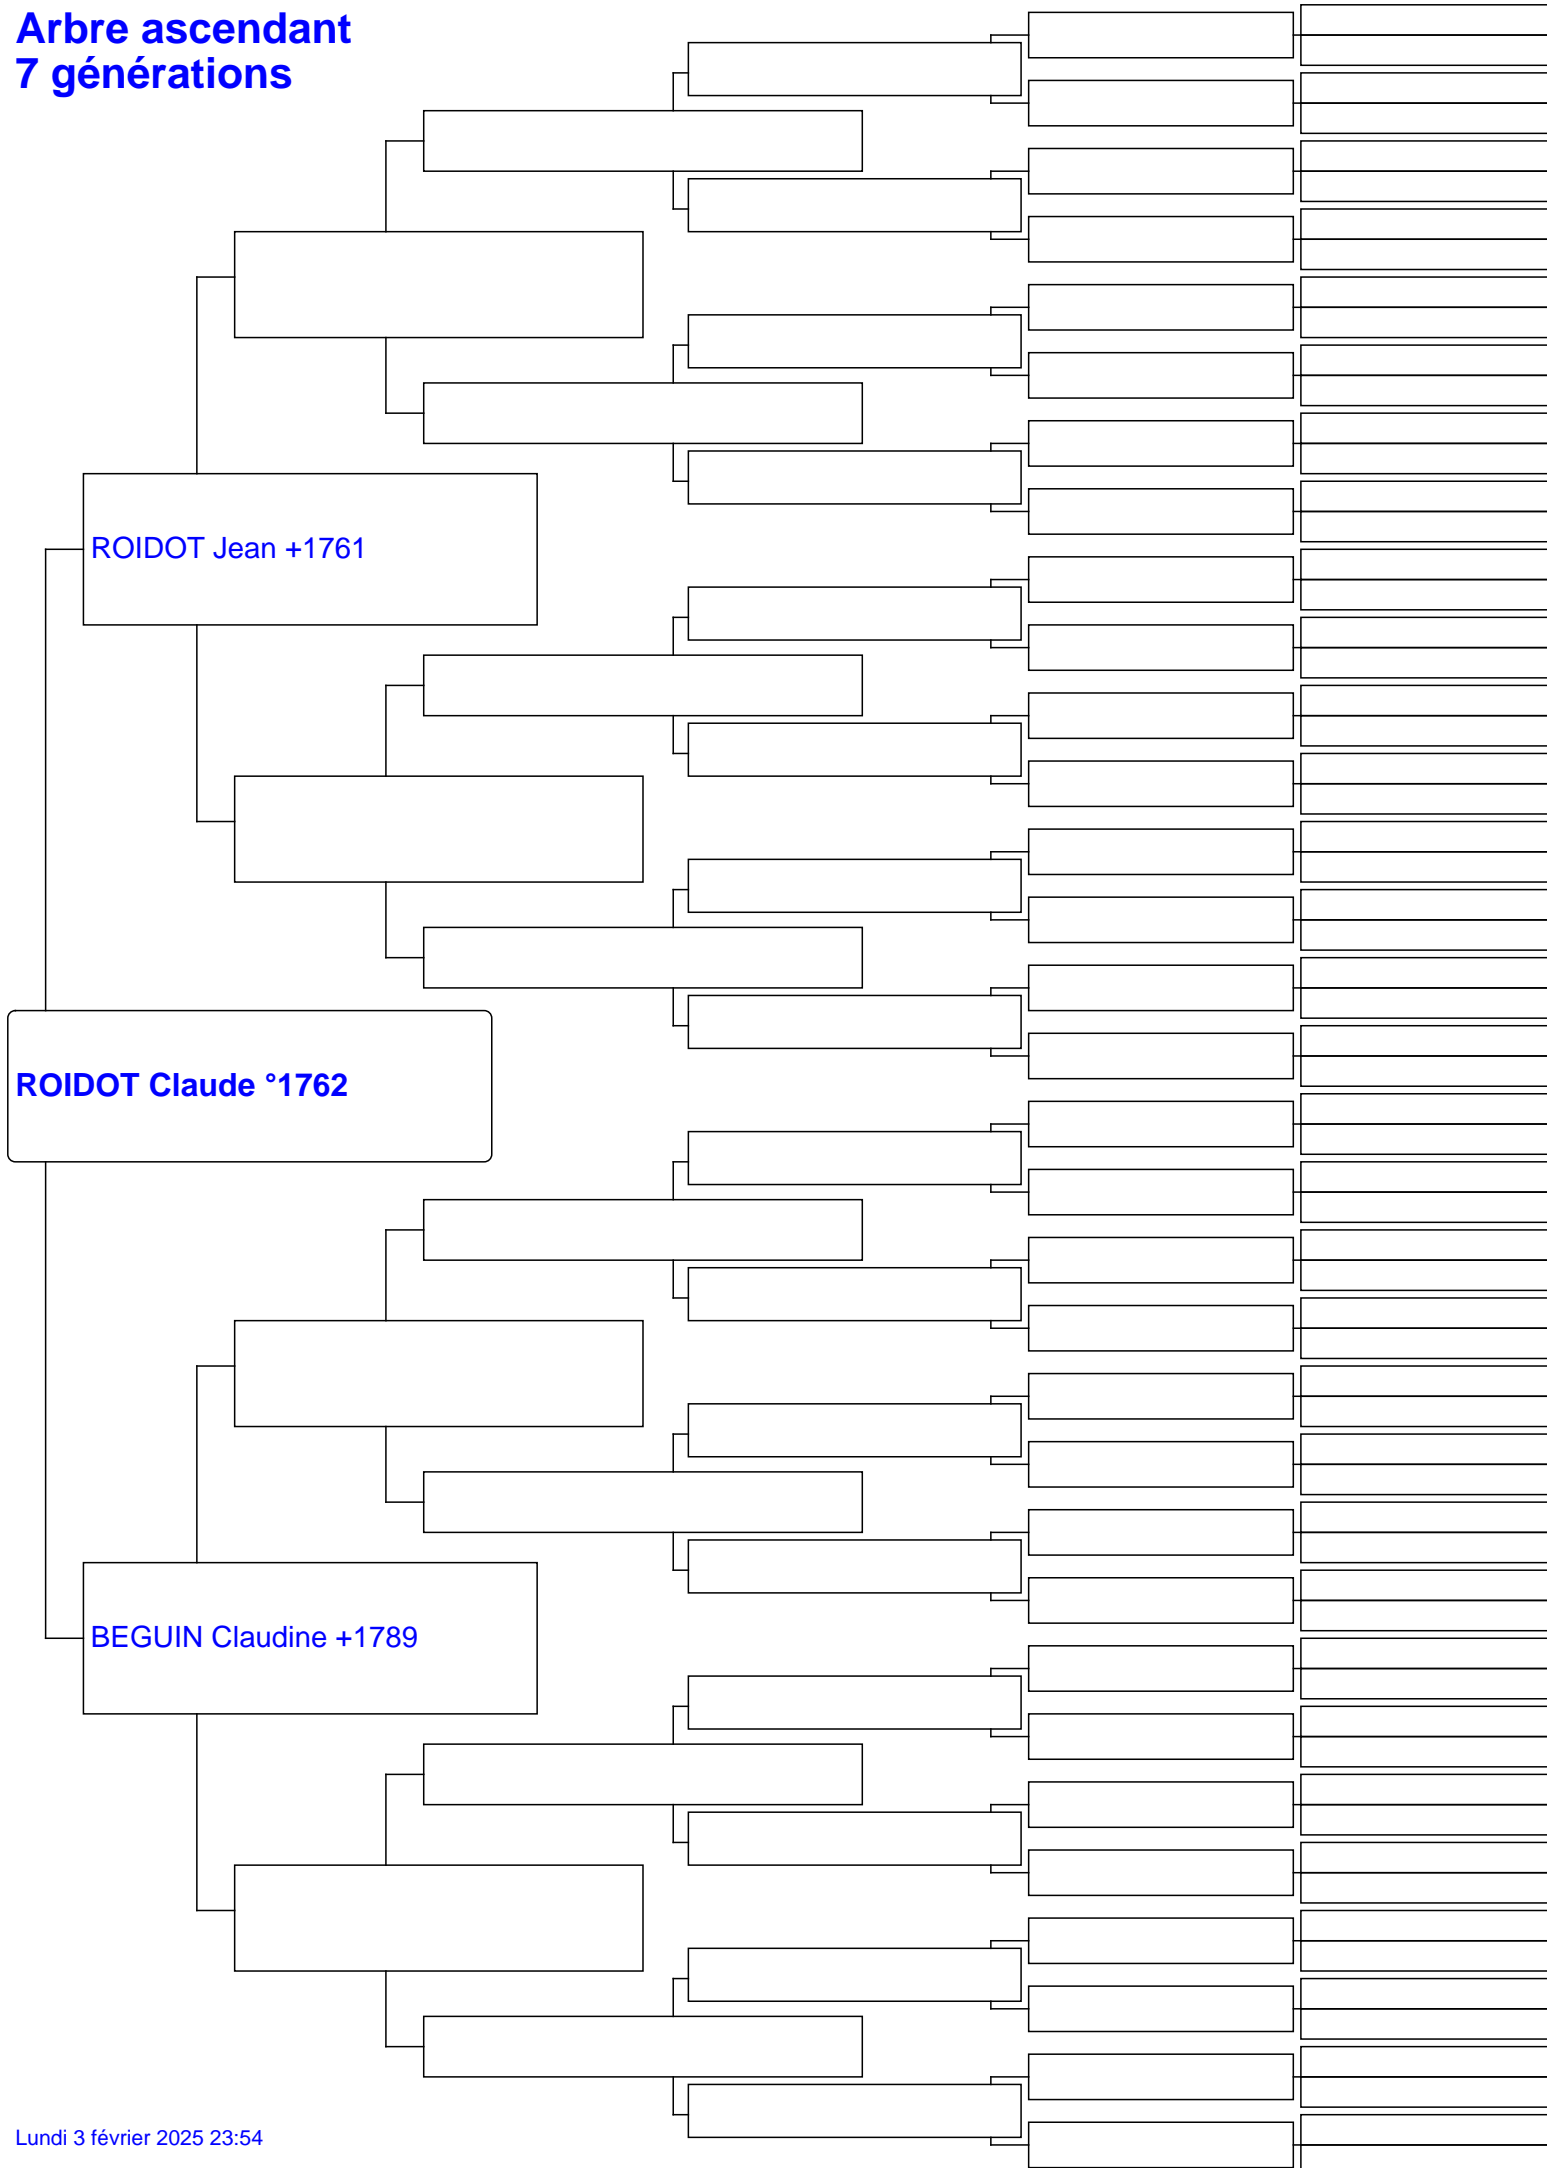 Arbre ascendant
7 générations
ROIDOT Jean +1761
ROIDOT Claude °1762
BEGUIN Claudine +1789
Lundi 3 février 2025 23:54